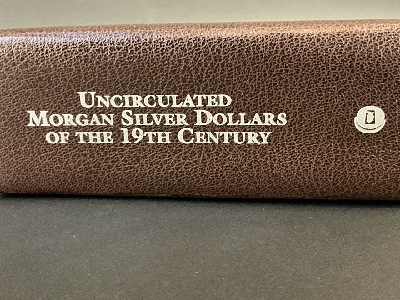 Uncirculated
Morgan Silver Dollars
of the 19th Century